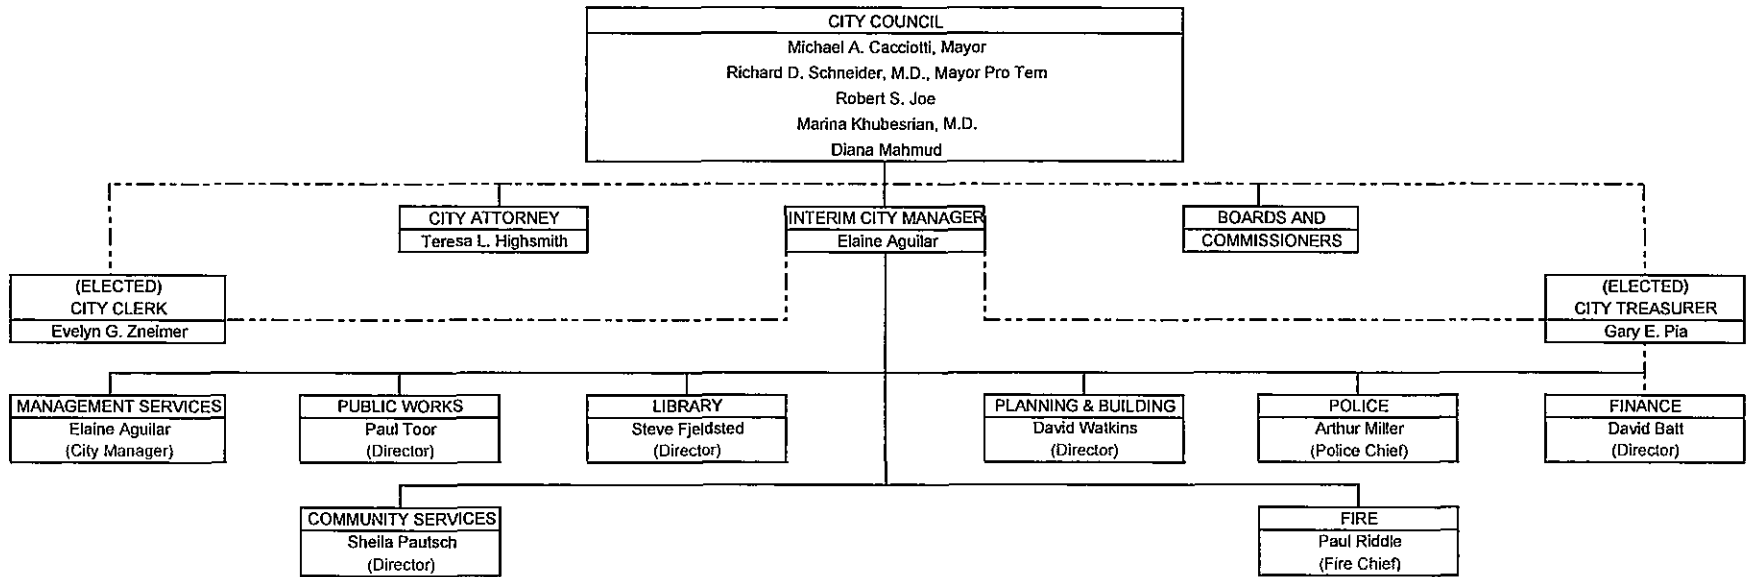 CITY COUNCIL
Michael A. Cacciotti, Mayor
Richard D. Schneider, M.D., Mayor Pro Tem
Robert S. Joe
Marina Khubesrian, M.D.
Diana Mahmud
CITY ATTORNEY
Teresa L. Highsmith
INTERIM CITY MANAGER
Elaine Aguilar
BOARDS AND
COMMISSIONERS
(ELECTED)
CITY CLERK
Evelyn G. Zneimer
(ELECTED)
CITY TREASURER
Gary E. Pia
MANAGEMENT SERVICES
Elaine Aguilar
(City Manager)
PUBLIC WORKS
Paul Toor
(Director)
LIBRARY
Steve Fjeldsted
(Director)
PLANNING & BUILDING
David Watkins
(Director)
POLICE
Arthur Miller
(Police Chief)
FINANCE
David Batt
(Director)
COMMUNITY SERVICES
Sheila Pautsch
(Director)
FIRE
Paul Riddle
(Fire Chief)